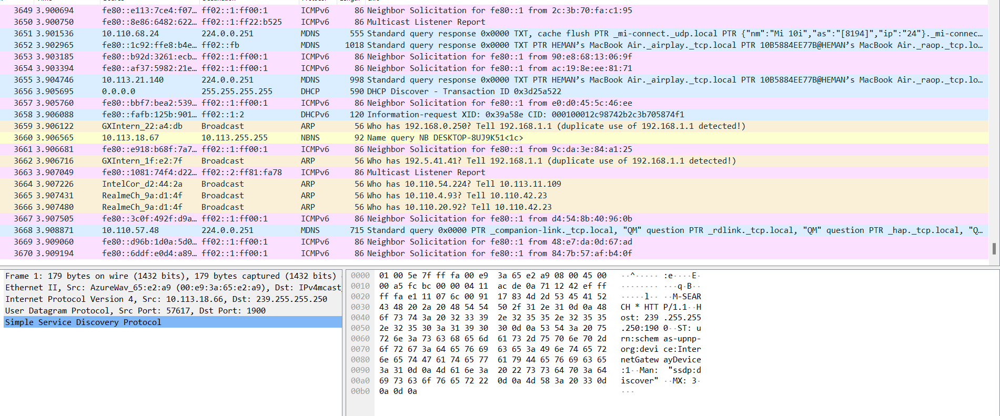 3649 3.900694 fe80::e113:7ce4:f07… ff02::1:ff00:1 ICMPv6 86 Neighbor Solicitation for fe80::1 from 2c:3b:70:fa:c1:95
3650 3.900750 fe80::8e86:6482:622… ff02::1:ff22:b525 ICMPv6 86 Multicast Listener Report
3651 3.901536 10.110.68.24 224.0.0.251 MDNS 555 Standard query response 0x0000 TXT, cache flush PTR _mi-connect._udp.local PTR {"nm":"Mi 10i","as":"[8194]","ip":"24"}._mi-connec…
3652 3.902965 fe80::1c92:ffe8:b4e… ff02::fb MDNS 1018 Standard query response 0x0000 TXT PTR HEMAN’s MacBook Air._airplay._tcp.local PTR 10B5884EE77B@HEMAN’s MacBook Air._raop._tcp.lo…
3653 3.903185 fe80::b92d:3261:ecb… ff02::1:ff00:1 ICMPv6 86 Neighbor Solicitation for fe80::1 from 90:e8:68:13:06:9f
3654 3.903394 fe80::af37:5982:21e… ff02::1:ff00:1 ICMPv6 86 Neighbor Solicitation for fe80::1 from ac:19:8e:ee:81:71
3655 3.904746 10.113.21.140 224.0.0.251 MDNS 998 Standard query response 0x0000 TXT PTR HEMAN’s MacBook Air._airplay._tcp.local PTR 10B5884EE77B@HEMAN’s MacBook Air._raop._tcp.lo…
3656 3.905695 0.0.0.0 255.255.255.255 DHCP 590 DHCP Discover - Transaction ID 0x3d25a522
3657 3.905760 fe80::bbf7:bea2:539… ff02::1:ff00:1 ICMPv6 86 Neighbor Solicitation for fe80::1 from e0:d0:45:5c:46:ee
3658 3.906088 fe80::fafb:125b:901… ff02::1:2 DHCPv6 120 Information-request XID: 0x39a58e CID: 000100012c98742b2c3b705874f1
3659 3.906122 GXIntern_22:a4:db Broadcast ARP 56 Who has 192.168.0.250? Tell 192.168.1.1 (duplicate use of 192.168.1.1 detected!)
3660 3.906565 10.113.18.67 10.113.255.255 NBNS 92 Name query NB DESKTOP-8UJ9K51<1c>
3661 3.906681 fe80::e918:b68f:7a7… ff02::1:ff00:1 ICMPv6 86 Neighbor Solicitation for fe80::1 from 9c:da:3e:84:a1:25
3662 3.906716 GXIntern_1f:e2:7f Broadcast ARP 56 Who has 192.5.41.41? Tell 192.168.1.1 (duplicate use of 192.168.1.1 detected!)
3663 3.907049 fe80::1081:74f4:d22… ff02::2:ff81:fa78 ICMPv6 86 Multicast Listener Report
3664 3.907226 IntelCor_d2:44:2a Broadcast ARP 56 Who has 10.110.54.224? Tell 10.113.11.109
3665 3.907431 RealmeCh_9a:d1:4f Broadcast ARP 56 Who has 10.110.4.93? Tell 10.110.42.23
3666 3.907480 RealmeCh_9a:d1:4f Broadcast ARP 56 Who has 10.110.20.92? Tell 10.110.42.23
3667 3.907505 fe80::3c0f:492f:d9a… ff02::1:ff00:1 ICMPv6 86 Neighbor Solicitation for fe80::1 from d4:54:8b:40:96:0b
3668 3.908871 10.110.57.48 224.0.0.251 MDNS 715 Standard query 0x0000 PTR _companion-link._tcp.local, "QM" question PTR _rdlink._tcp.local, "QM" question PTR _hap._tcp.local, "Q…
3669 3.909060 fe80::d96b:1d0a:5d0… ff02::1:ff00:1 ICMPv6 86 Neighbor Solicitation for fe80::1 from 48:e7:da:0d:67:ad
3670 3.909194 fe80::6ddf:e0d4:a89… ff02::1:ff00:1 ICMPv6 86 Neighbor Solicitation for fe80::1 from 84:7b:57:af:b4:0f
Frame 1: 179 bytes on wire (1432 bits), 179 bytes captured (1432 bits)
Ethernet II, Src: AzureWav_65:e2:a9 (00:e9:3a:65:e2:a9), Dst: IPv4mcast_
Internet Protocol Version 4, Src: 10.113.18.66, Dst: 239.255.255.250
User Datagram Protocol, Src Port: 57617, Dst Port: 1900
Simple Service Discovery Protocol
0000 01 00 5e 7f ff fa 00 e9 3a 65 e2 a9 08 00 45 00 ··^····· :e····E·
0010 00 a5 fc bc 00 00 04 11 ac de 0a 71 12 42 ef ff ········ ···q·B··
0020 ff fa e1 11 07 6c 00 91 17 83 4d 2d 53 45 41 52 ·····l·· ··M-SEAR
0030 43 48 20 2a 20 48 54 54 50 2f 31 2e 31 0d 0a 48 CH * HTT P/1.1··H
0040 6f 73 74 3a 20 32 33 39 2e 32 35 35 2e 32 35 35 ost: 239 .255.255
0050 2e 32 35 30 3a 31 39 30 30 0d 0a 53 54 3a 20 75 .250:190 0··ST: u
0060 72 6e 3a 73 63 68 65 6d 61 73 2d 75 70 6e 70 2d rn:schem as-upnp-
0070 6f 72 67 3a 64 65 76 69 63 65 3a 49 6e 74 65 72 org:devi ce:Inter
0080 6e 65 74 47 61 74 65 77 61 79 44 65 76 69 63 65 netGatew ayDevice
0090 3a 31 0d 0a 4d 61 6e 3a 20 22 73 73 64 70 3a 64 :1··Man: "ssdp:d
00a0 69 73 63 6f 76 65 72 22 0d 0a 4d 58 3a 20 33 0d iscover" ··MX: 3·
00b0 0a 0d 0a ···